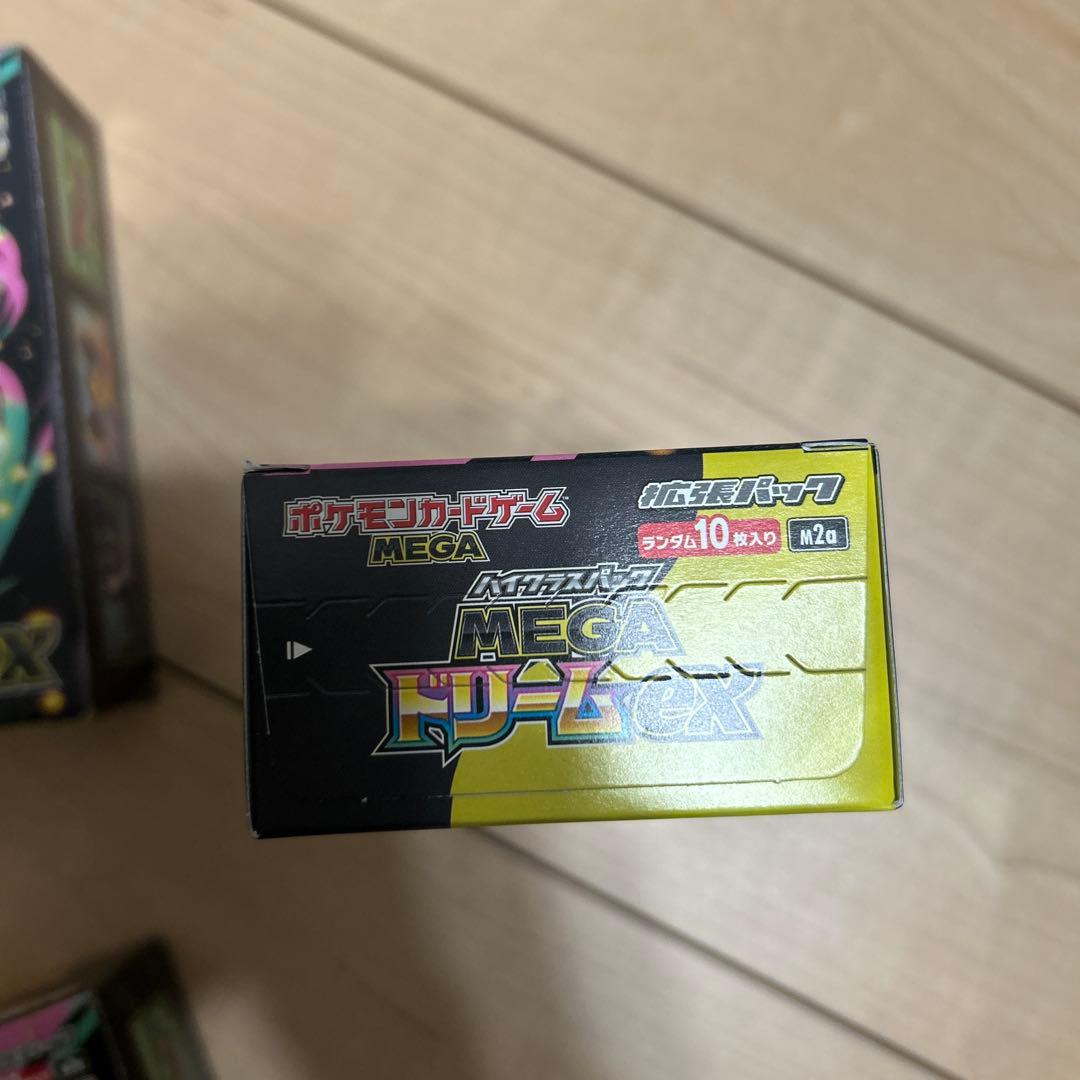 ポケモンカードゲーム
MEGA
拡張パック
ランダム10枚入り
M2a
ハイクラスパック
MEGA
ドリームex
ex